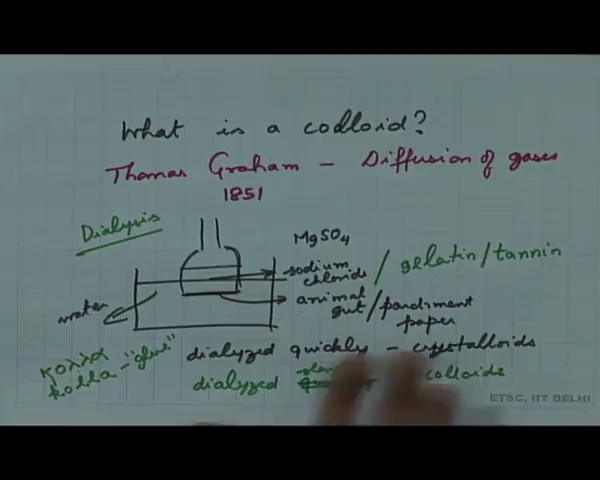 What is a colloid?
Thomas Graham – Diffusion of gases
1851
Dialysis
MgSO4
sodium chloride / gelatin/tannin
animal gut / parchment paper
water
κολλα
kolla – "glue"
dialyzed quickly – crystalloids
dialyzed colloids
ETSC, IIT DELHI